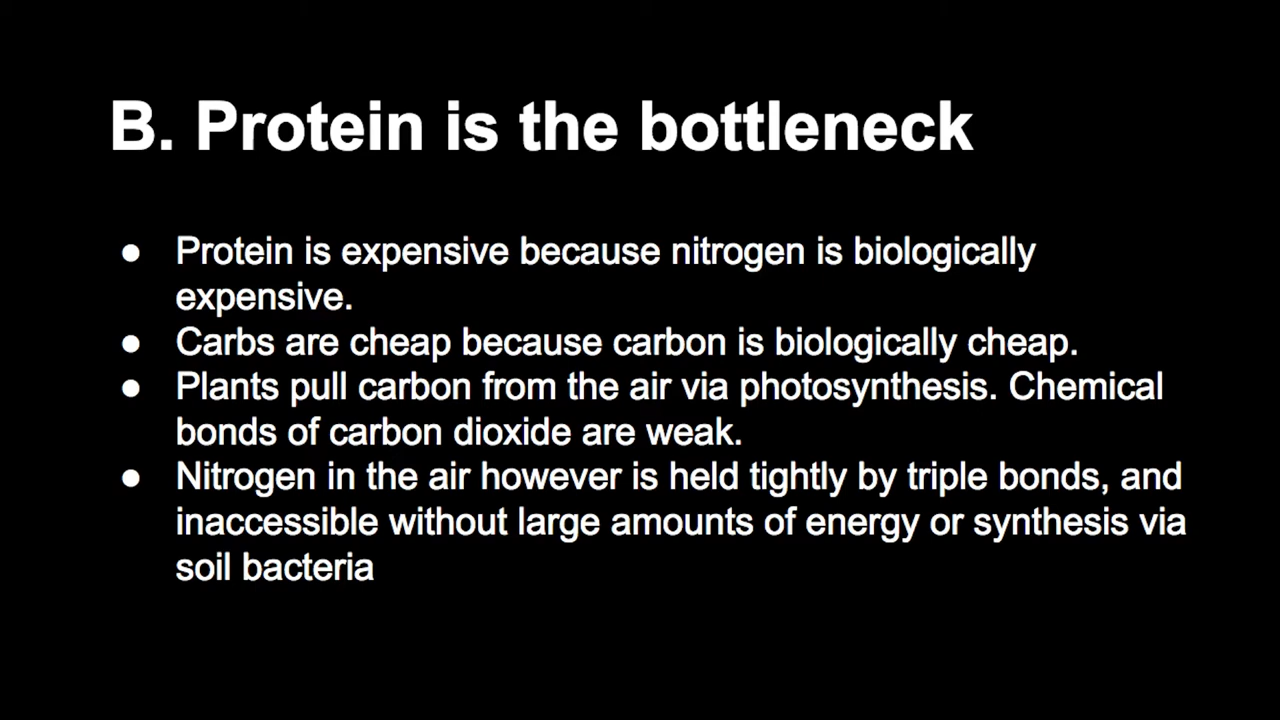 B. Protein is the bottleneck
● Protein is expensive because nitrogen is biologically
expensive.
● Carbs are cheap because carbon is biologically cheap.
● Plants pull carbon from the air via photosynthesis. Chemical
bonds of carbon dioxide are weak.
● Nitrogen in the air however is held tightly by triple bonds, and
inaccessible without large amounts of energy or synthesis via
soil bacteria